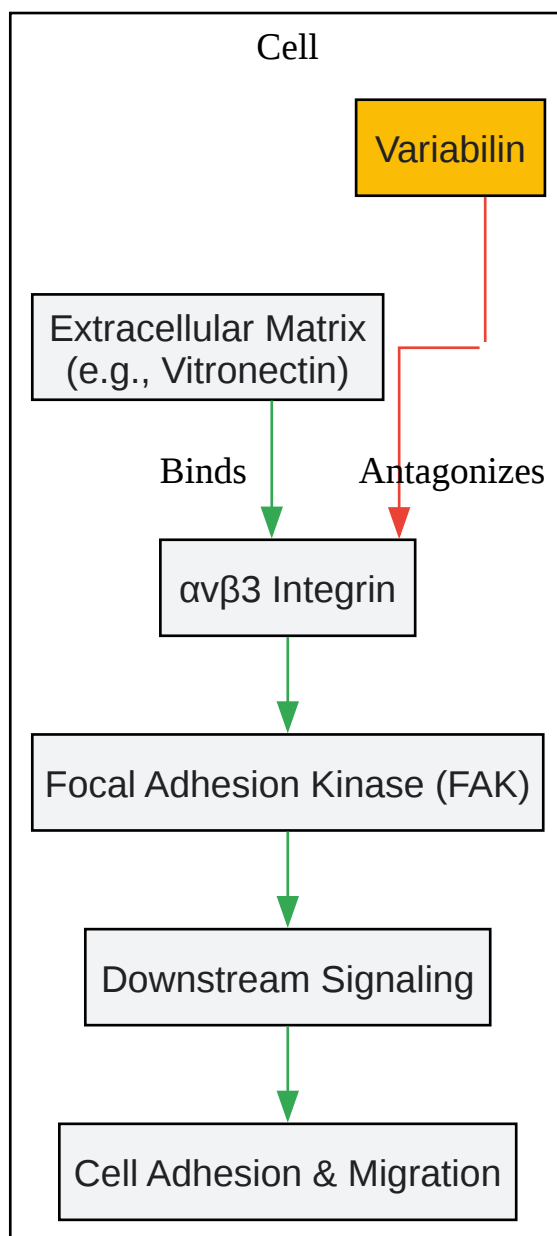 Cell
Variabilin
Extracellular Matrix
(e.g., Vitronectin)
Binds
Antagonizes
αvβ3 Integrin
Focal Adhesion Kinase (FAK)
Downstream Signaling
Cell Adhesion & Migration